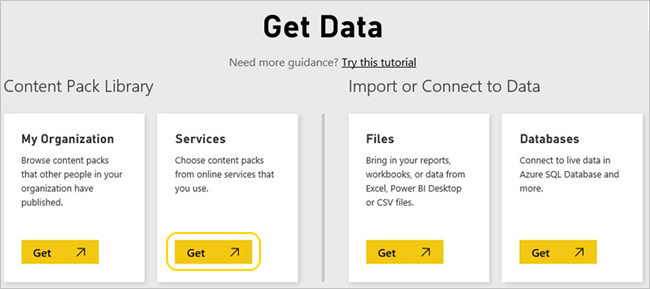 Get Data
Need more guidance? Try this tutorial
Content Pack Library
Import or Connect to Data
My Organization
Browse content packs
that other people in your
organization have
published.
Get
Services
Choose content packs
from online services that
you use.
Get
Files
Bring in your reports,
workbooks, or data from
Excel, Power BI Desktop
or CSV files.
Get
Databases
Connect to live data in
Azure SQL Database and
more.
Get